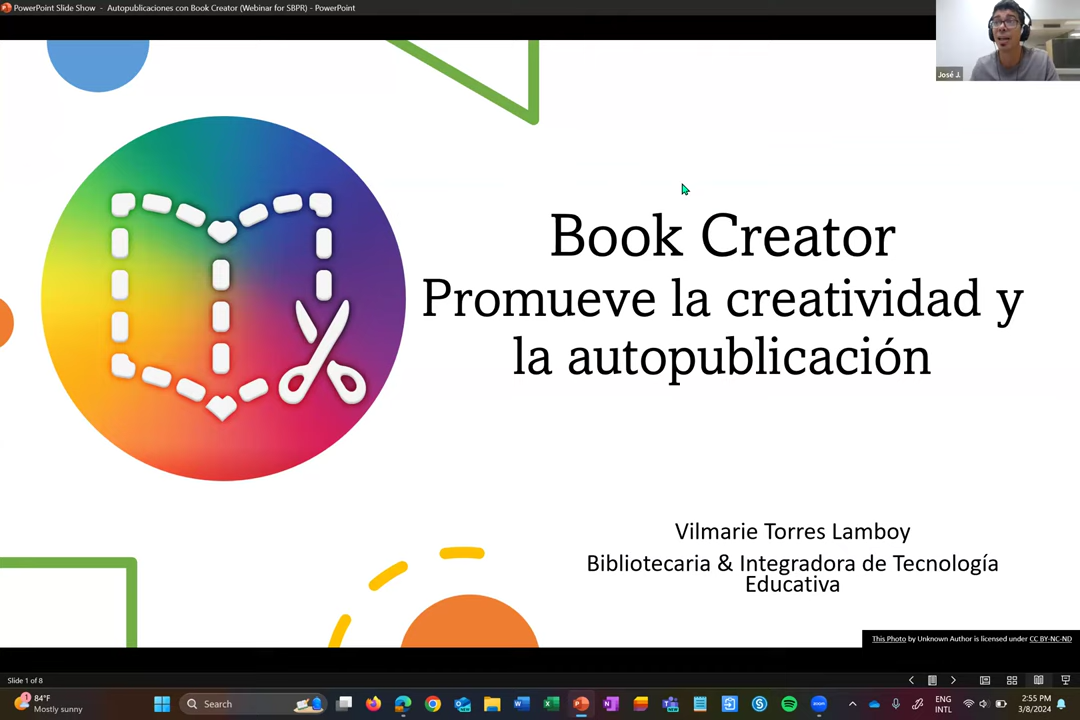 PowerPoint Slide Show - Autopublicaciones con Book Creator (Webinar for SBPR) - PowerPoint
José J.
Book Creator
Promueve la creatividad y
la autopublicación
Vilmarie Torres Lamboy
Bibliotecaria & Integradora de Tecnología
Educativa
This Photo by Unknown Author is licensed under CC BY-NC-ND
Slide 1 of 8
1
84°F
Mostly sunny
Search
ENG
INTL
2:55 PM
3/8/2024